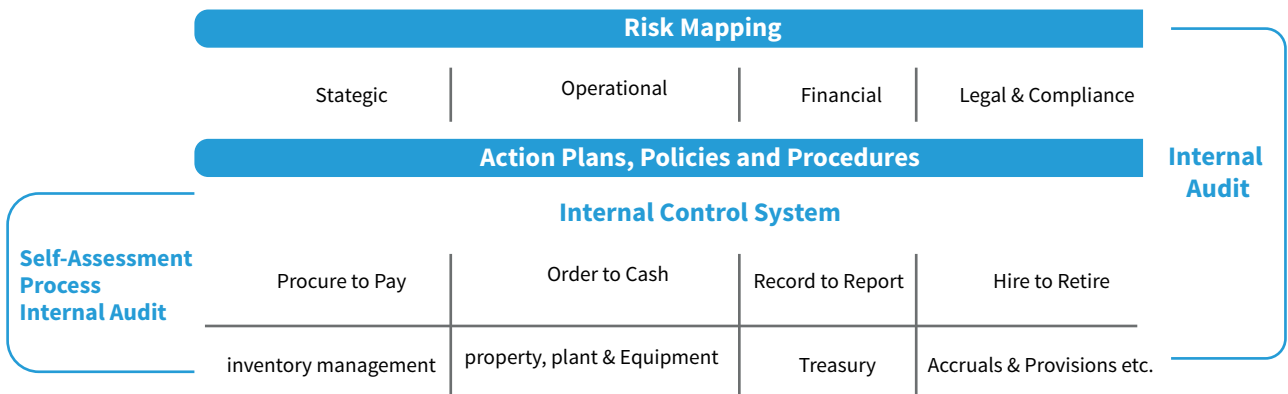 Risk Mapping
Stategic
Operational
Financial
Legal & Compliance
Action Plans, Policies and Procedures
Internal
Audit
Internal Control System
Self-Assessment
Process
Internal Audit
Procure to Pay
Order to Cash
Record to Report
Hire to Retire
inventory management
property, plant & Equipment
Treasury
Accruals & Provisions etc.